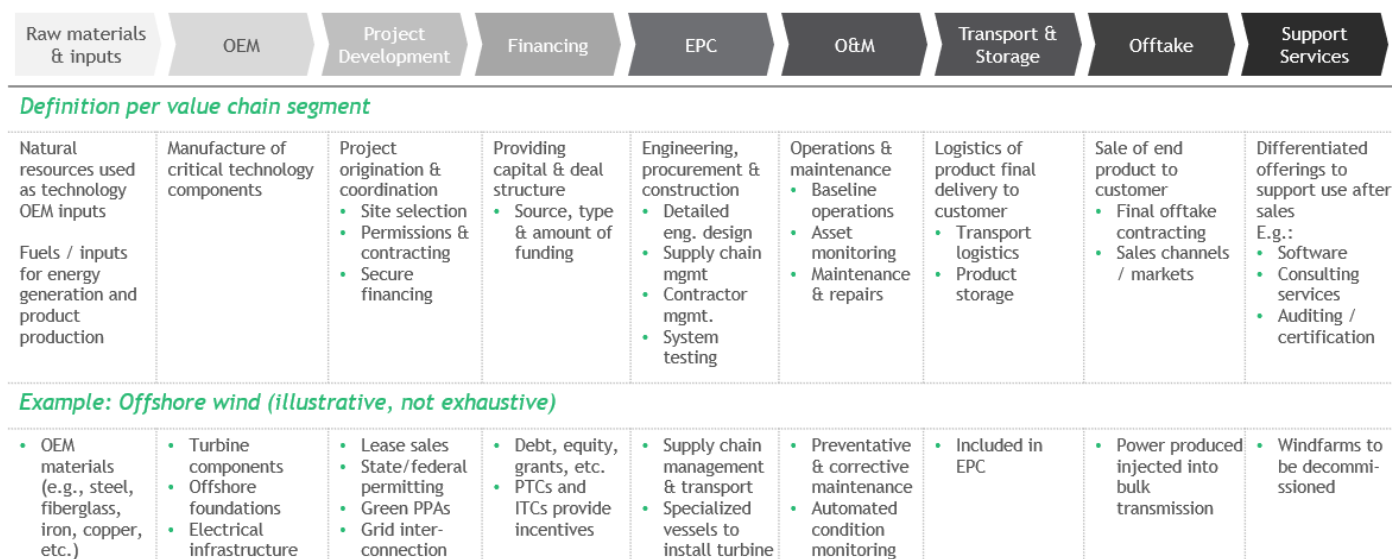 Raw materials
& inputs
OEM
Project
Development
Financing
EPC
O&M
Transport &
Storage
Offtake
Support
Services
Definition per value chain segment
Natural
resources used
as technology
OEM inputs
Fuels / inputs
for energy
generation and
product
production
Manufacture of
critical technology
components
Project
origination &
coordination
• Site selection
• Permissions &
contracting
• Secure
financing
Providing
capital & deal
structure
• Source, type
& amount of
funding
Engineering,
procurement &
construction
• Detailed
eng. design
• Supply chain
mgmt
• Contractor
mgmt.
• System
testing
Operations &
maintenance
• Baseline
operations
• Asset
monitoring
• Maintenance
& repairs
Logistics of
product final
delivery to
customer
• Transport
logistics
• Product
storage
Sale of end
product to
customer
• Final offtake
contracting
• Sales channels
/ markets
Differentiated
offerings to
support use after
sales
E.g.:
• Software
• Consulting
services
• Auditing /
certification
Example: Offshore wind (illustrative, not exhaustive)
• OEM
materials
(e.g., steel,
fiberglass,
iron, copper,
etc.)
• Turbine
components
• Offshore
foundations
• Electrical
infrastructure
• Lease sales
• State/federal
permitting
• Green PPAs
• Grid inter-
connection
• Debt, equity,
grants, etc.
• PTCs and
ITCs provide
incentives
• Supply chain
management
& transport
• Specialized
vessels to
install turbine
• Preventative
& corrective
maintenance
• Automated
condition
monitoring
• Included in
EPC
• Power produced
injected into
bulk
transmission
• Windfarms to
be decommi-
ssioned